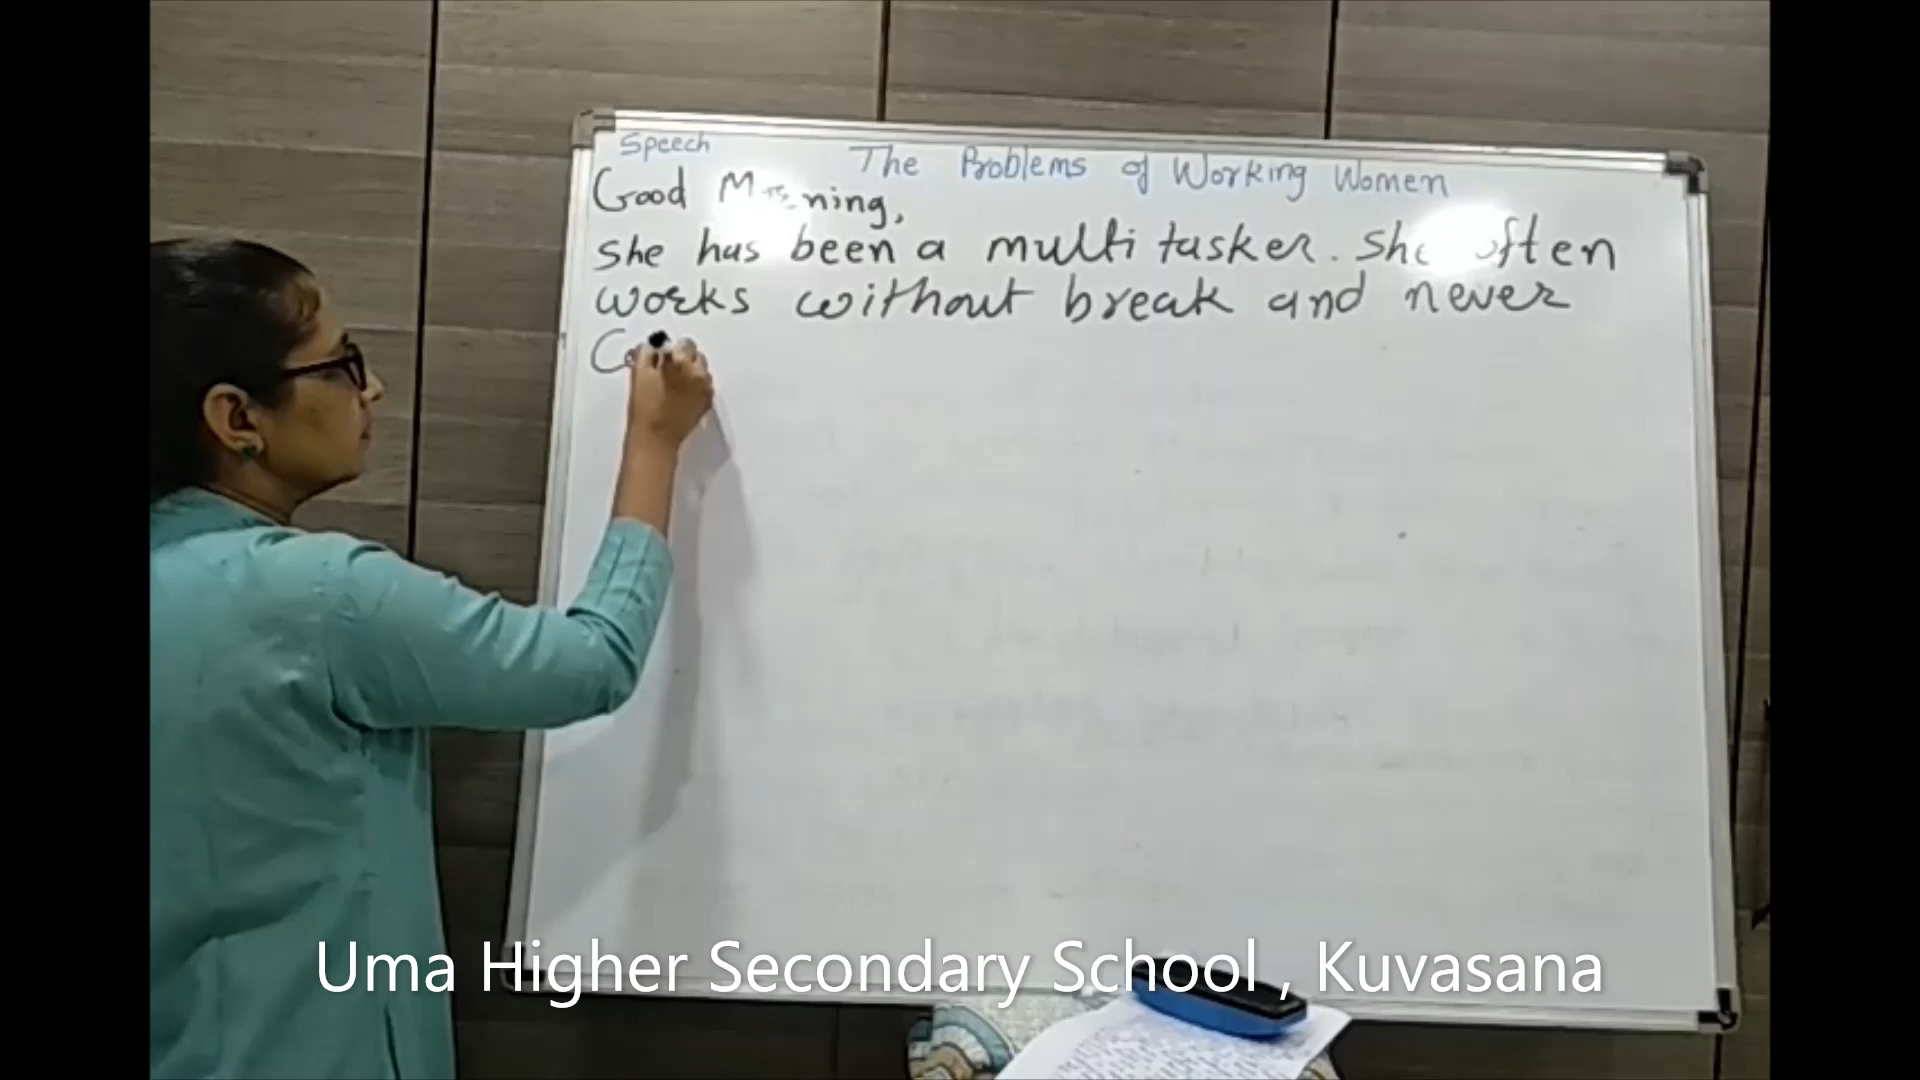 Speech
The Problems of Working Women
Good Morning,
She has been a multi tasker. She often
works without break and never
Uma Higher Secondary School , Kuvasana